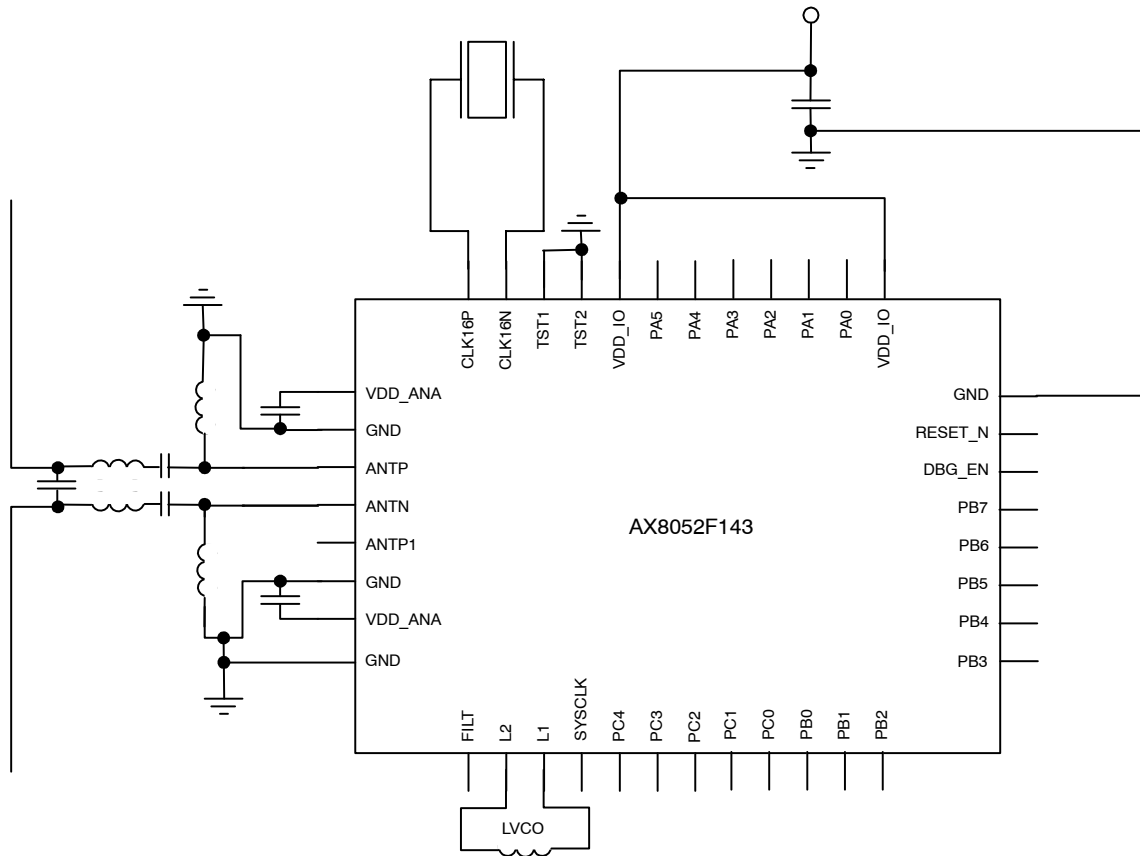 CLK16P
CLK16N
TST1
TST2
VDD_IO
PA5
PA4
PA3
PA2
PA1
PA0
VDD_IO
VDD_ANA
GND
ANTP
ANTN
ANTP1
GND
VDD_ANA
GND
AX8052F143
GND
RESET_N
DBG_EN
PB7
PB6
PB5
PB4
PB3
FILT
L2
L1
SYSCLK
PC4
PC3
PC2
PC1
PC0
PB0
PB1
PB2
LVCO